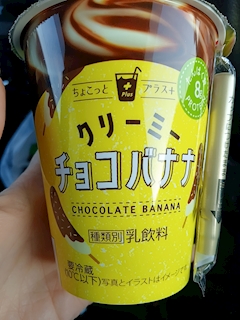 ちょこっと プラス+
+
Plus
クリーミー
チョコバナナ
CHOCOLATE BANANA
種類別 乳飲料
要冷蔵
(10℃以下)
写真とイラストはイメージ